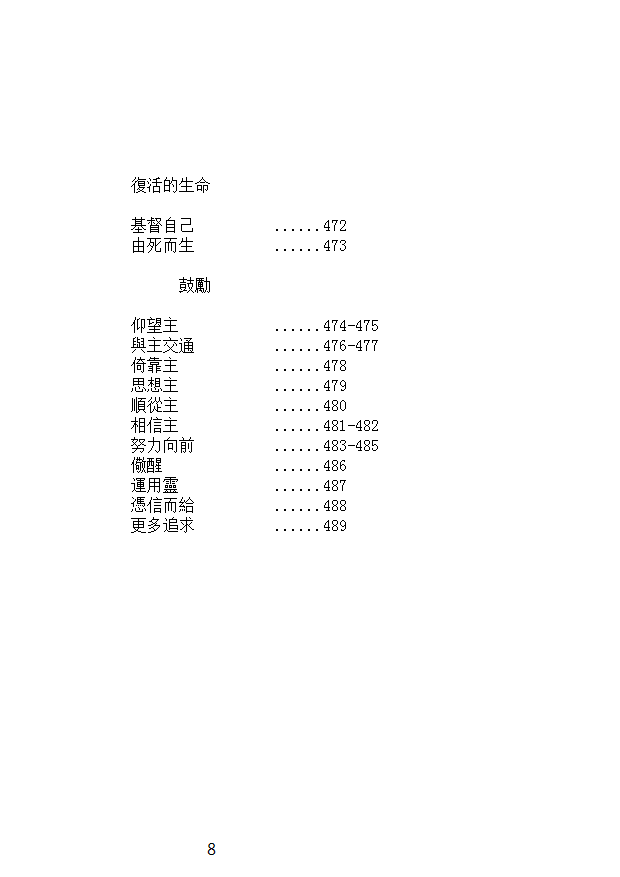 復活的生命
基督自己 ......472
由死而生 ......473
鼓勵
仰望主 ......474-475
與主交通 ......476-477
倚靠主 ......478
思想主 ......479
順從主 ......480
相信主 ......481-482
努力向前 ......483-485
儆醒 ......486
運用靈 ......487
憑信而給 ......488
更多追求 ......489
8